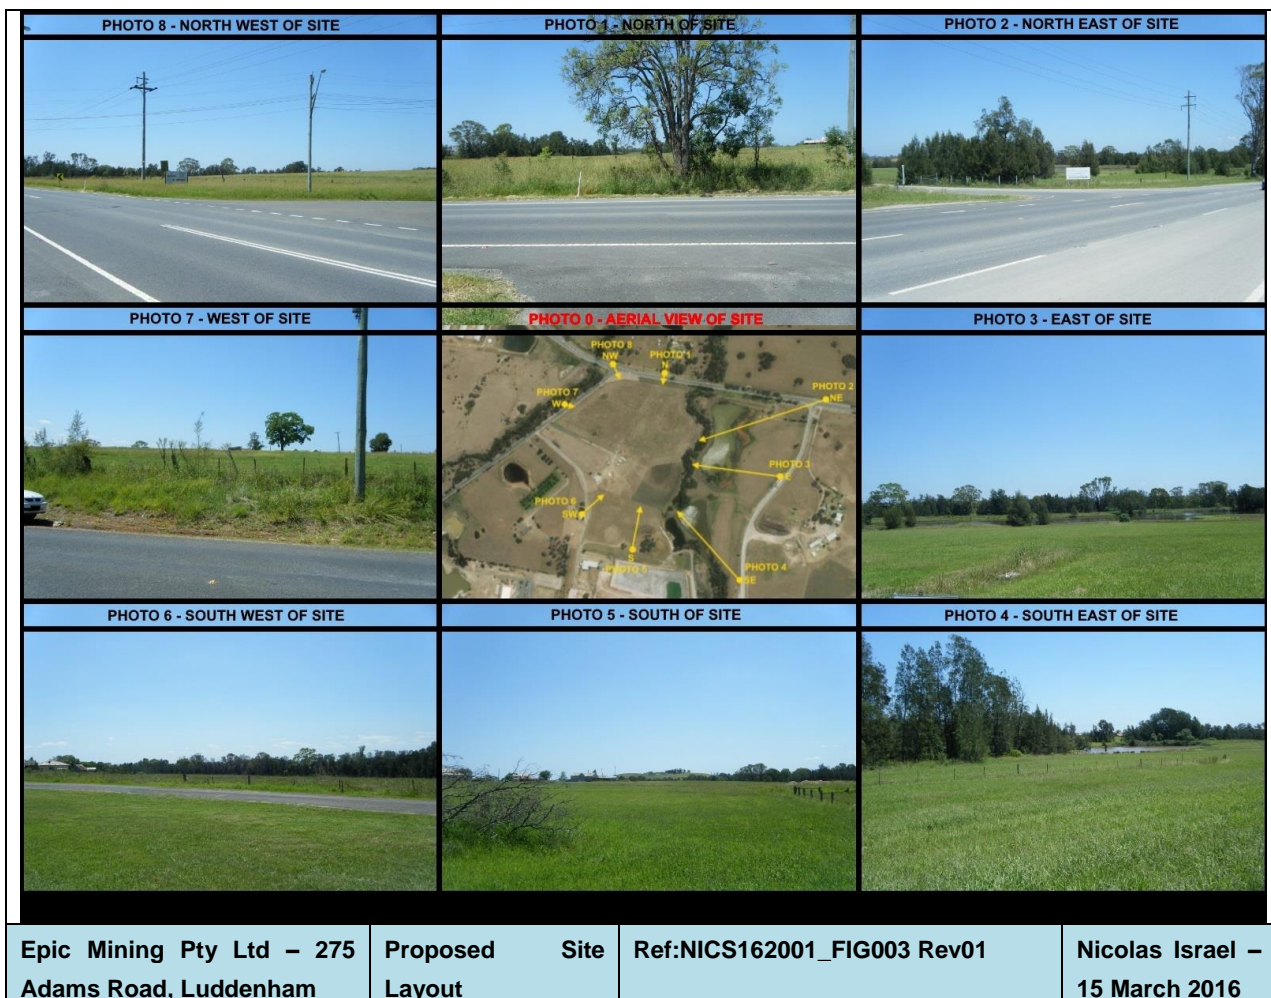 PHOTO 8 - NORTH WEST OF SITE
PHOTO 1 - NORTH OF SITE
PHOTO 2 - NORTH EAST OF SITE
PHOTO 7 - WEST OF SITE
PHOTO 0 - AERIAL VIEW OF SITE
PHOTO 3 - EAST OF SITE
PHOTO 8
NW
PHOTO 1
N
PHOTO 2
NE
PHOTO 7
W
PHOTO 3
E
PHOTO 6
SW
S
PHOTO 5
PHOTO 4
SE
PHOTO 6 - SOUTH WEST OF SITE
PHOTO 5 - SOUTH OF SITE
PHOTO 4 - SOUTH EAST OF SITE
Epic Mining Pty Ltd – 275
Adams Road, Luddenham
Proposed Site
Layout
Ref:NICS162001_FIG003 Rev01
Nicolas Israel –
15 March 2016